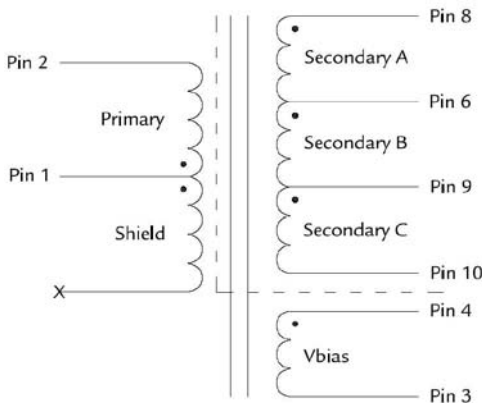 Pin 8
Pin 2
Secondary A
Pin 6
Primary
Secondary B
Pin 1
Pin 9
Shield
Secondary C
X
Pin 10
Pin 4
Vbias
Pin 3